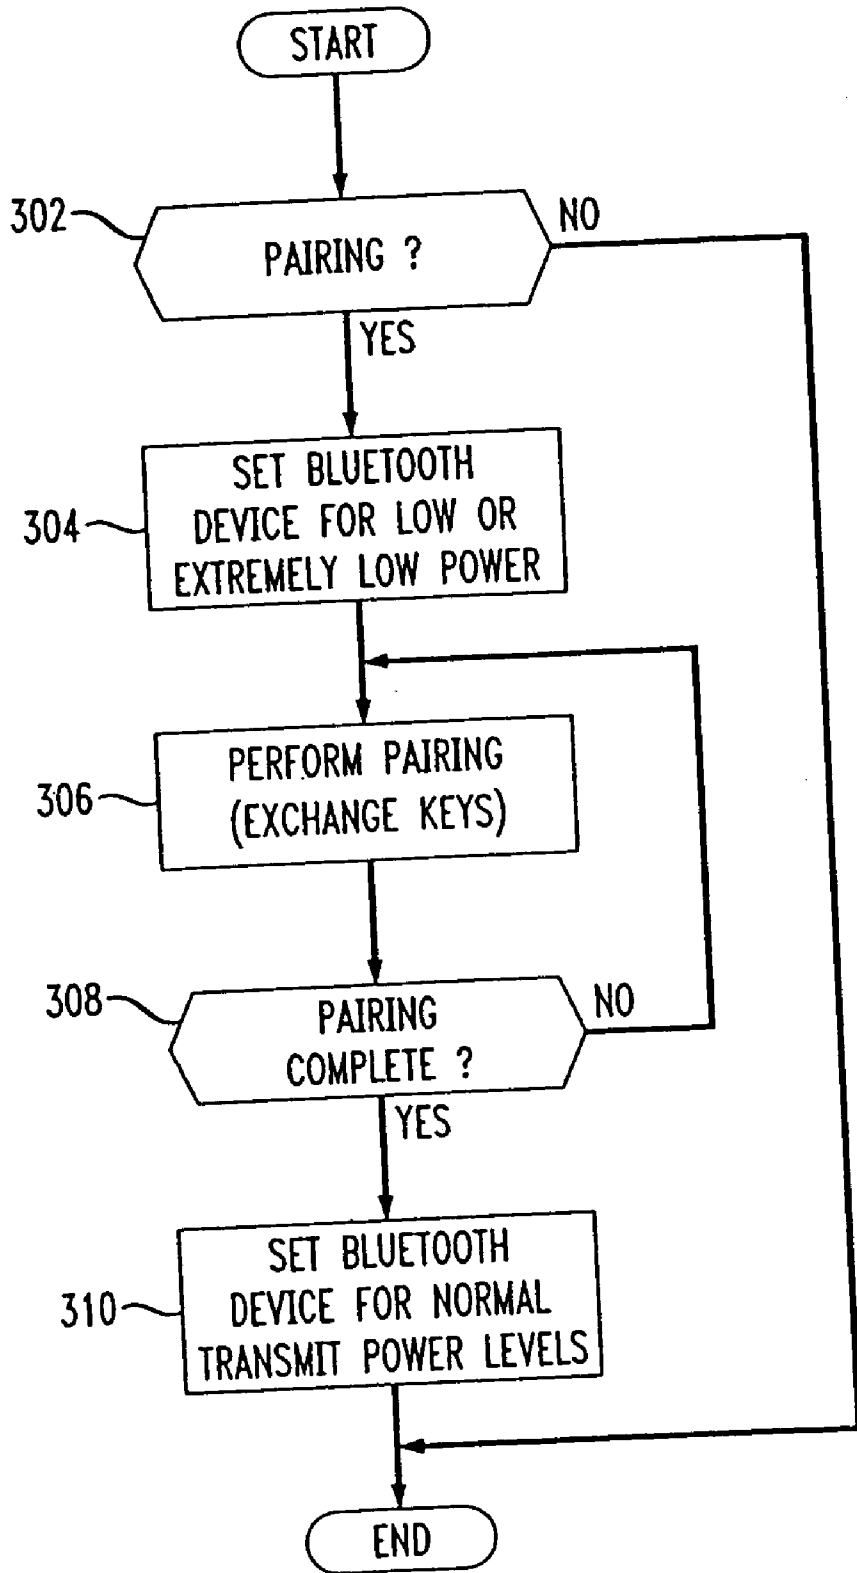 START
302
PAIRING ?
NO
YES
304
SET BLUETOOTH
DEVICE FOR LOW OR
EXTREMELY LOW POWER
306
PERFORM PAIRING
(EXCHANGE KEYS)
308
PAIRING
COMPLETE ?
NO
YES
310
SET BLUETOOTH
DEVICE FOR NORMAL
TRANSMIT POWER LEVELS
END